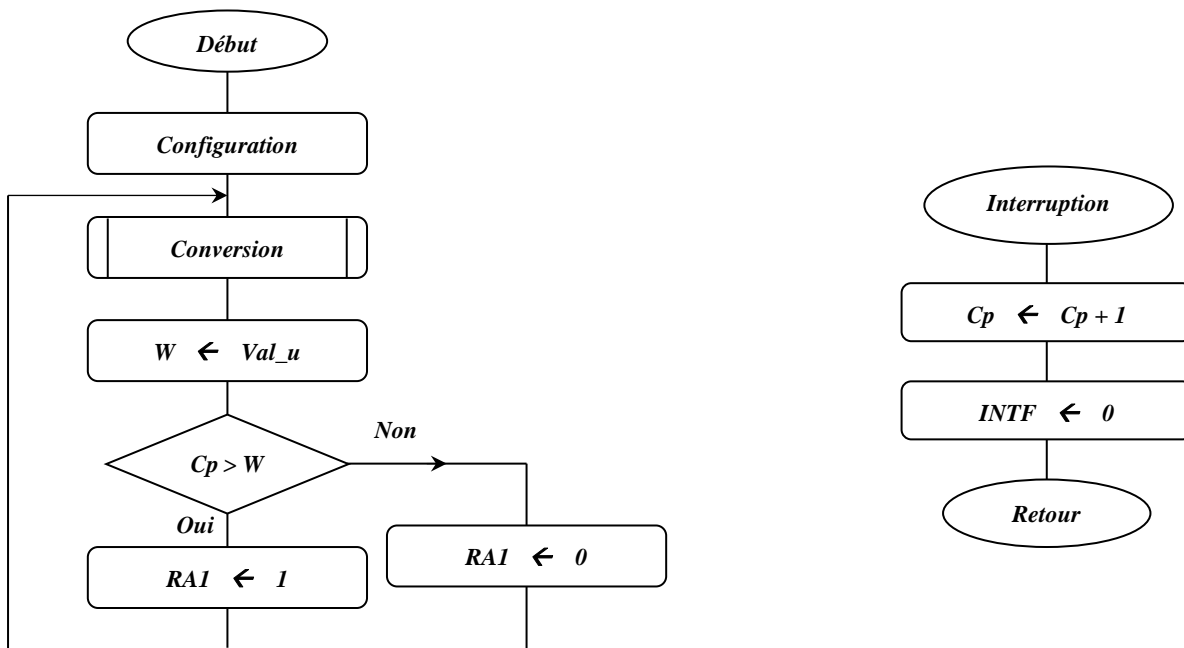 Début
Configuration
Conversion
W ← Val_u
Non
Cp > W
Oui
RA1 ← 1
RA1 ← 0
Interruption
Cp ← Cp + 1
INTF ← 0
Retour